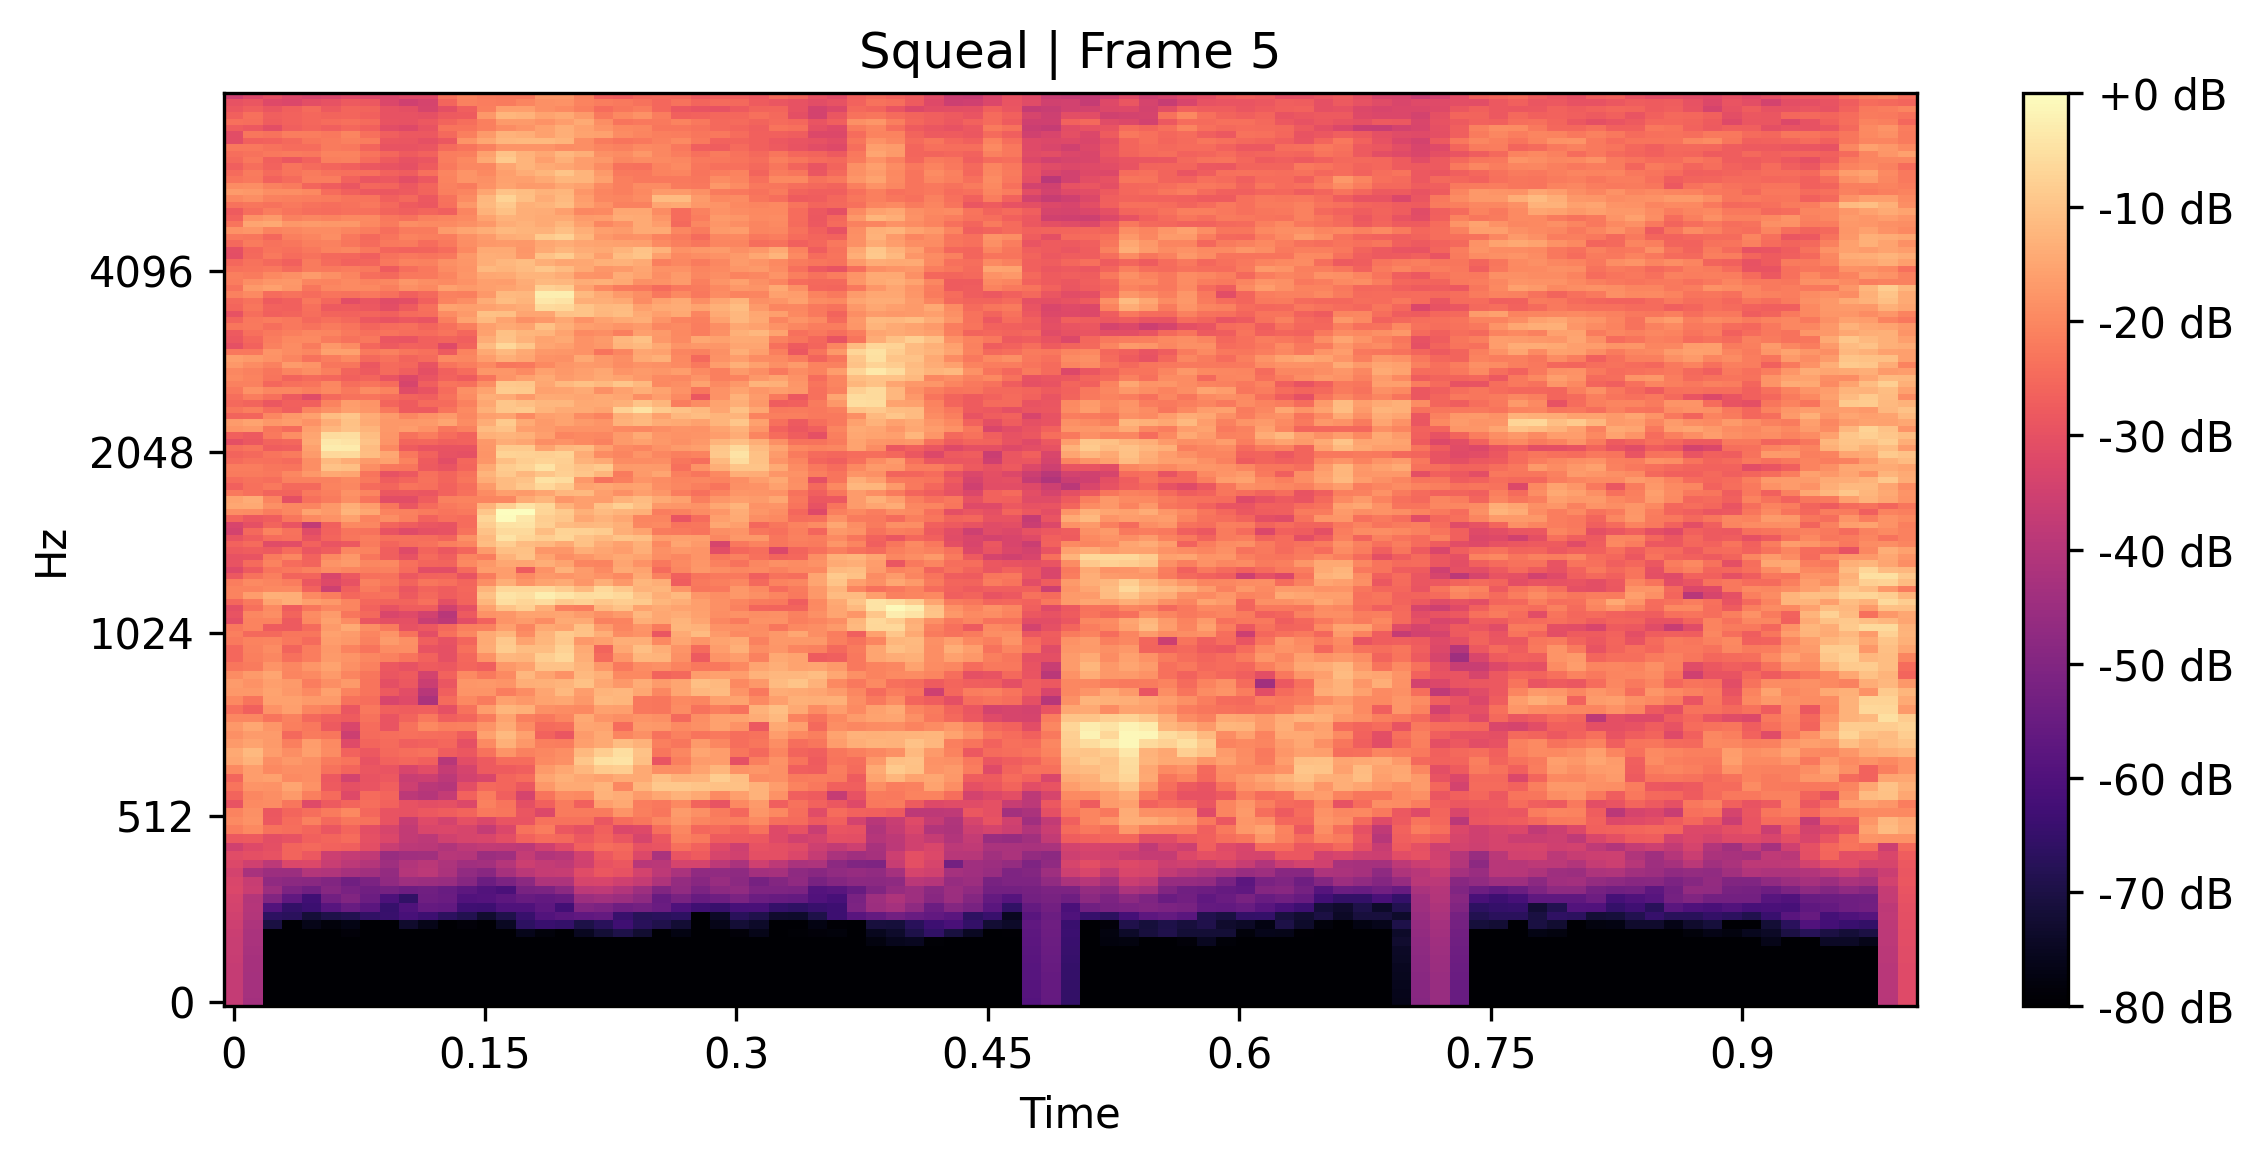 Squeal | Frame 5
Hz
4096
2048
1024
512
0
0 0.15 0.3 0.45 0.6 0.75 0.9
Time
+0 dB
-10 dB
-20 dB
-30 dB
-40 dB
-50 dB
-60 dB
-70 dB
-80 dB